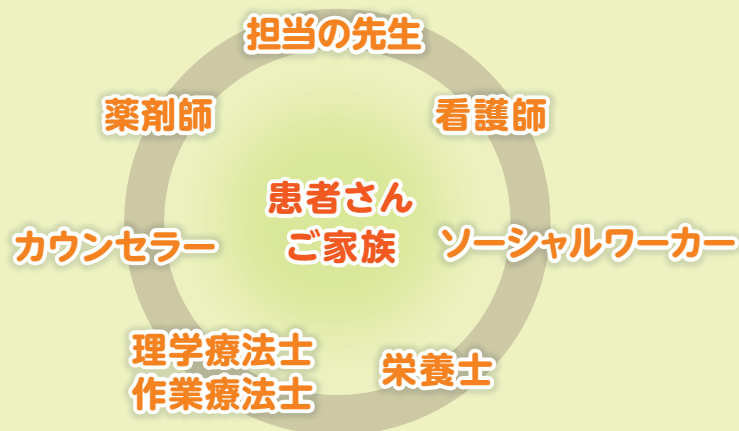 担当の先生
薬剤師
看護師
患者さん
ご家族
カウンセラー
ソーシャルワーカー
理学療法士
作業療法士
栄養士